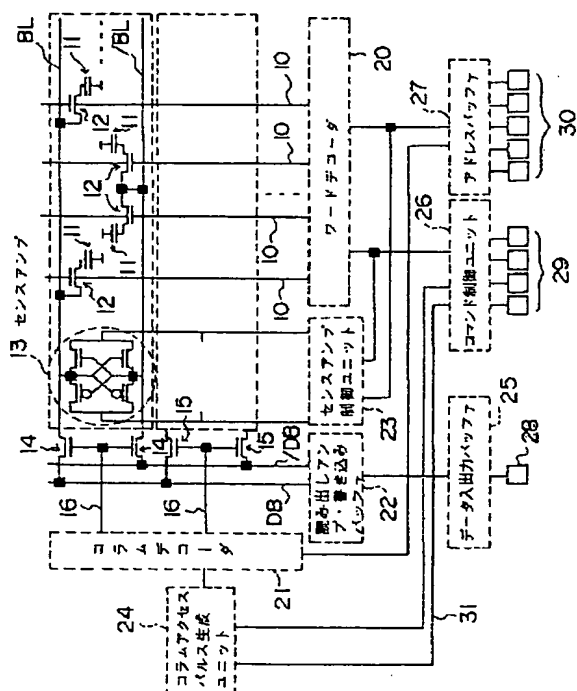 BL
/BL
11
11
11
11
11
12
12
12
12
10
10
10
10
13 センスアンプ
14
14
15
15
16
16
DB
/DB
ワードデコーダ
20
センスアンプ
制御ユニット
23
読み出しアン
プ・書き込み
バッファ
22
コラムデコーダ
21
24
コラムアクセス
パルス生成
ユニット
アドレスバッファ
27
コマンド制御ユニット
26
データ入出力バッファ
25
28
29
30
31